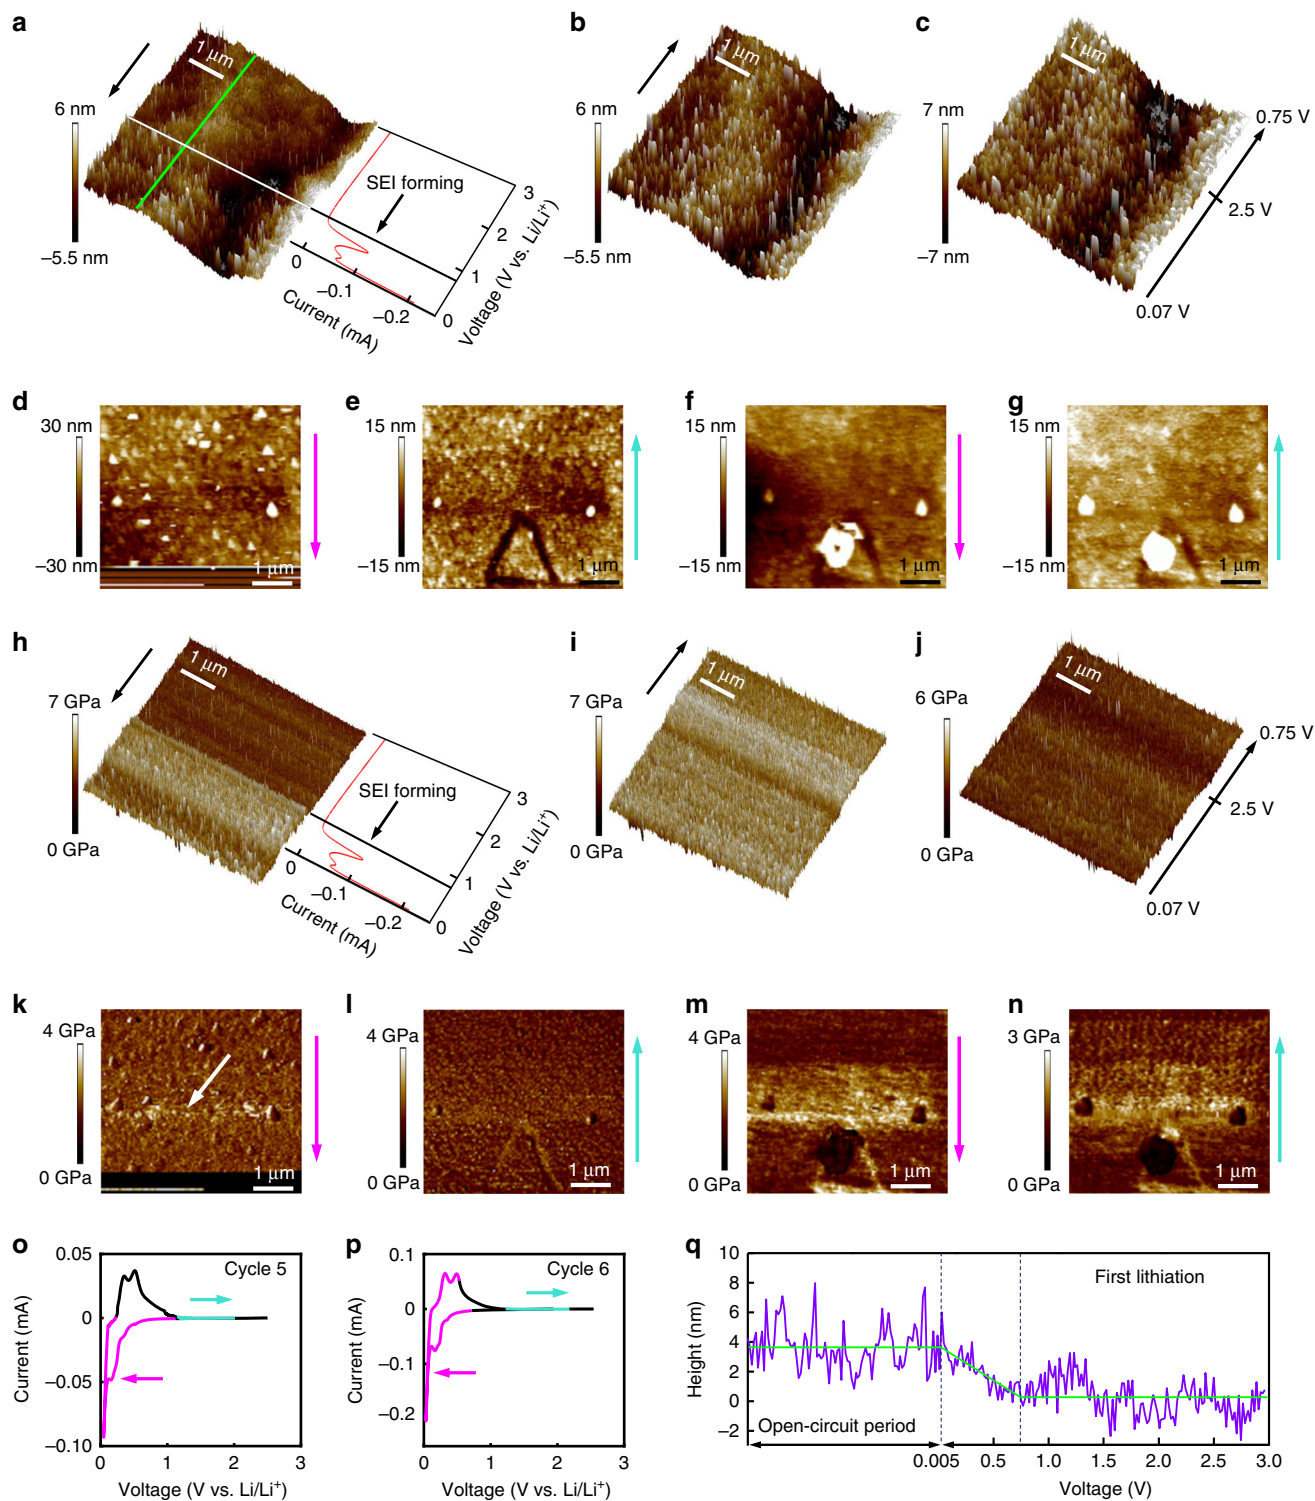 a
1 μm
6 nm
−5.5 nm
SEI forming
0
−0.1
−0.2
Current (mA)
0
1
2
3
Voltage (V vs. Li/Li+)
b
1 μm
6 nm
−5.5 nm
c
1 μm
7 nm
−7 nm
0.75 V
2.5 V
0.07 V
d
30 nm
−30 nm
1 μm
e
15 nm
−15 nm
1 μm
f
15 nm
−15 nm
1 μm
g
15 nm
−15 nm
1 μm
h
1 μm
7 GPa
0 GPa
SEI forming
0
−0.1
−0.2
Current (mA)
0
1
2
3
Voltage (V vs. Li/Li+)
i
1 μm
7 GPa
0 GPa
j
1 μm
6 GPa
0 GPa
0.75 V
2.5 V
0.07 V
k
4 GPa
0 GPa
1 μm
l
4 GPa
0 GPa
1 μm
m
4 GPa
0 GPa
1 μm
n
3 GPa
0 GPa
1 μm
o
0.05
0
−0.05
−0.10
Current (mA)
Cycle 5
0 1 2 3
Voltage (V vs. Li/Li+)
p
0.1
0
−0.1
−0.2
Current (mA)
Cycle 6
0 1 2 3
Voltage (V vs. Li/Li+)
q
10
8
6
4
2
0
−2
Height (nm)
First lithiation
Open-circuit period
0.005 0.5 1.0 1.5 2.0 2.5 3.0
Voltage (V)